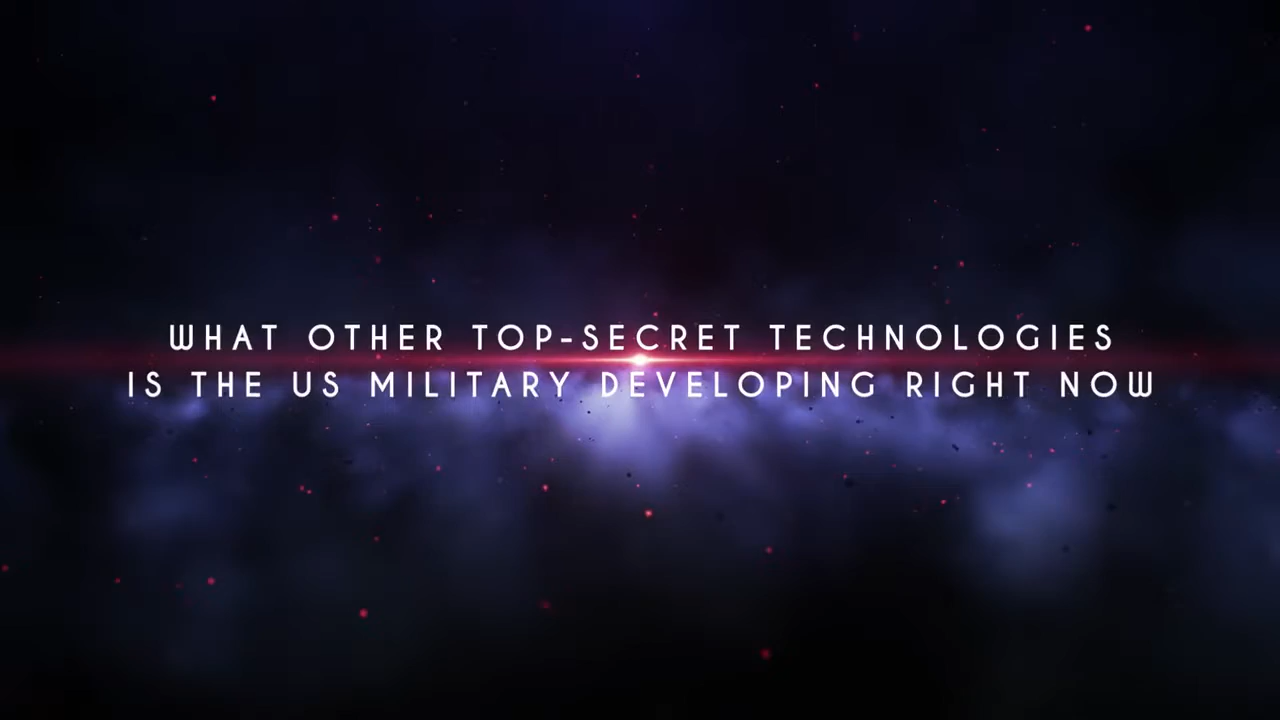 WHAT OTHER TOP-SECRET TECHNOLOGIES
IS THE US MILITARY DEVELOPING RIGHT NOW